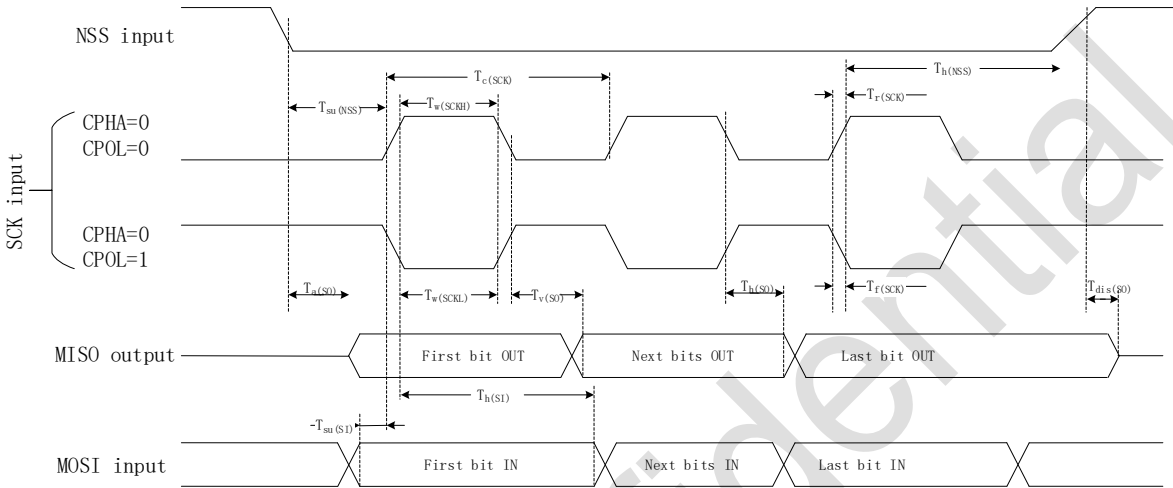 NSS input
Tc(SCK)
Th(NSS)
Tsu(NSS)
Tw(SCKH)
Tr(SCK)
CPHA=0
CPOL=0
SCK input
CPHA=0
CPOL=1
Ta(SO)
Tw(SCKL)
Tv(SO)
Th(SO)
Tf(SCK)
Tdis(SO)
MISO output
First bit OUT
Next bits OUT
Last bit OUT
Th(SI)
-Tsu(SI)
MOSI input
First bit IN
Next bits IN
Last bit IN